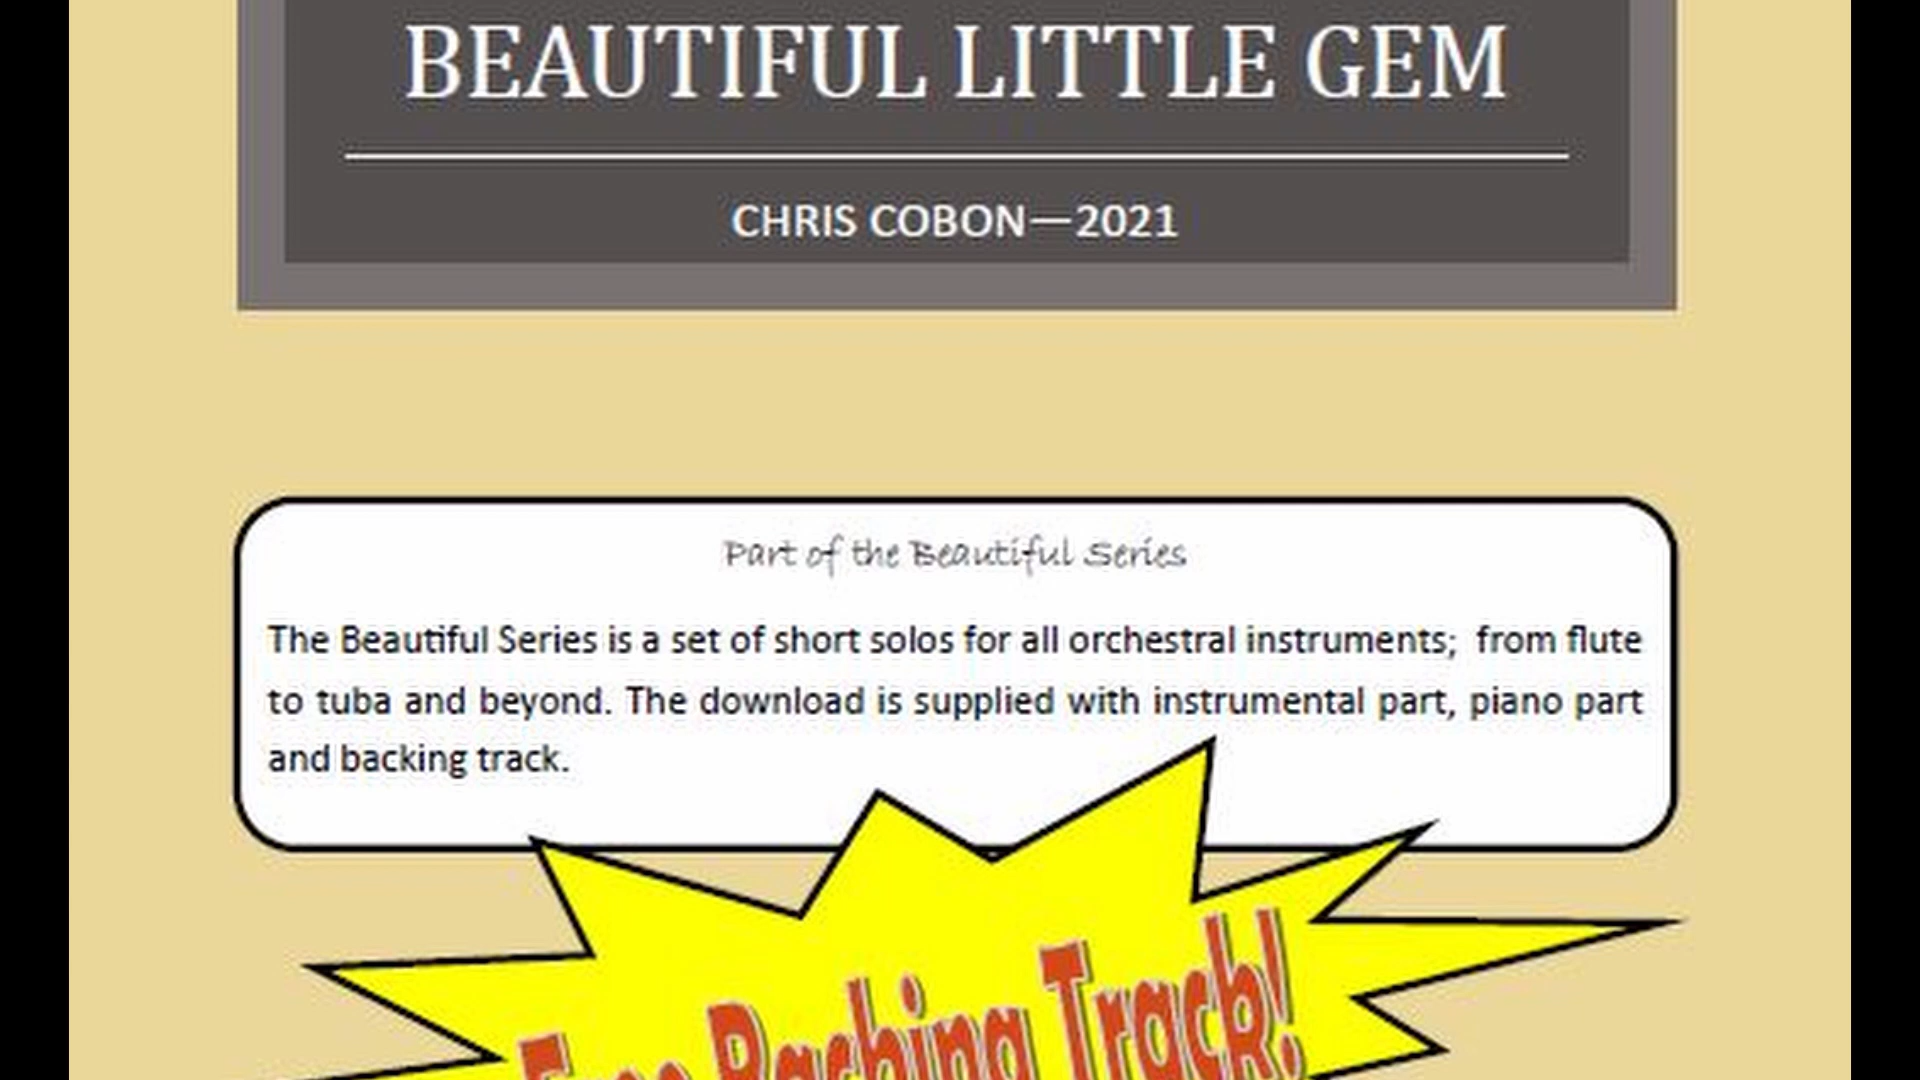 BEAUTIFUL LITTLE GEM
CHRIS COBON—2021
Part of the Beautiful Series
The Beautiful Series is a set of short solos for all orchestral instruments;  from flute
to tuba and beyond. The download is supplied with instrumental part, piano part
and backing track.
Free Backing Track!